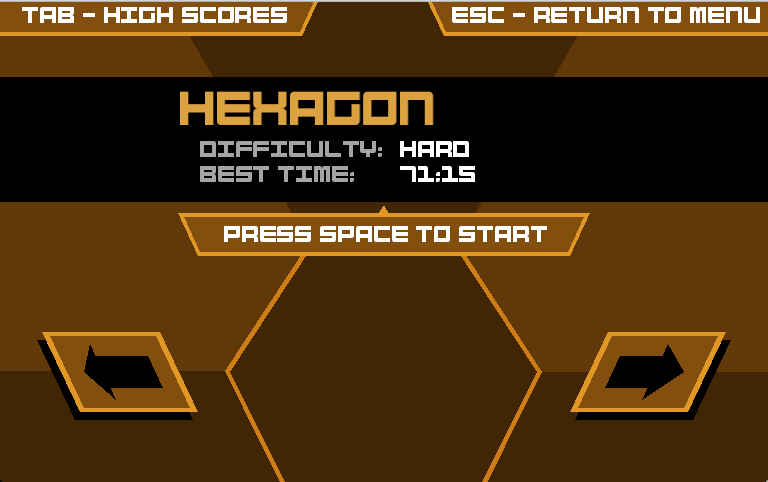 TAB - HIGH SCORES
ESC - RETURN TO MENU
HEXAGON
DIFFICULTY: HARD
BEST TIME: 71:15
PRESS SPACE TO START